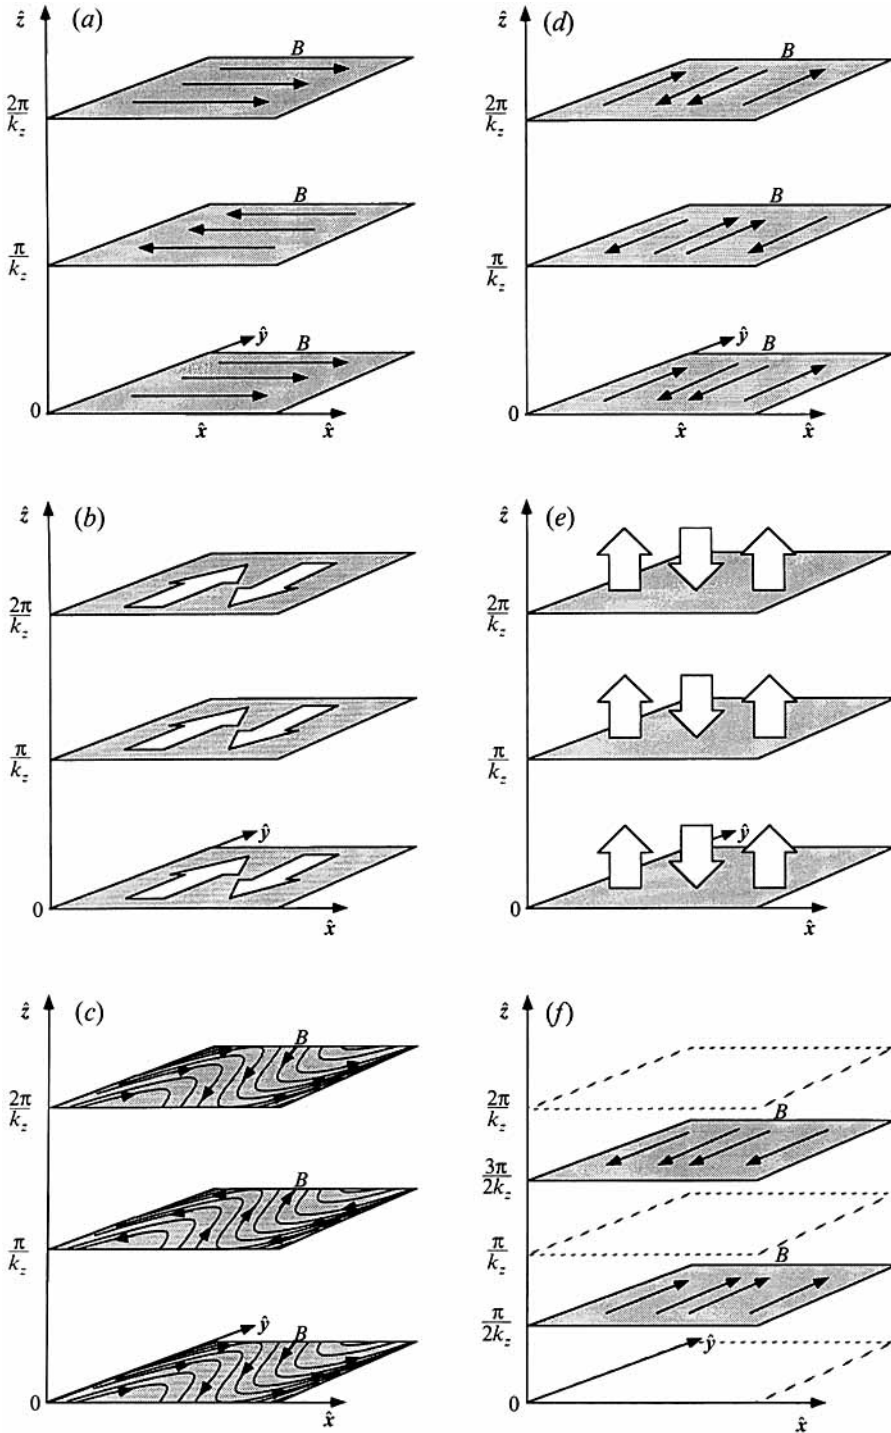 ẑ (a)
B
2π/k_z
B
π/k_z
ŷ
B
0
x̂ x̂
ẑ (d)
B
2π/k_z
B
π/k_z
ŷ
B
0
x̂ x̂
ẑ (b)
2π/k_z
π/k_z
ŷ
0
x̂
ẑ (e)
2π/k_z
π/k_z
ŷ
0
x̂
ẑ (c)
B
2π/k_z
B
π/k_z
ŷ
B
0
x̂
ẑ (f)
2π/k_z
B
3π/2k_z
π/k_z
B
π/2k_z
ŷ
0
x̂